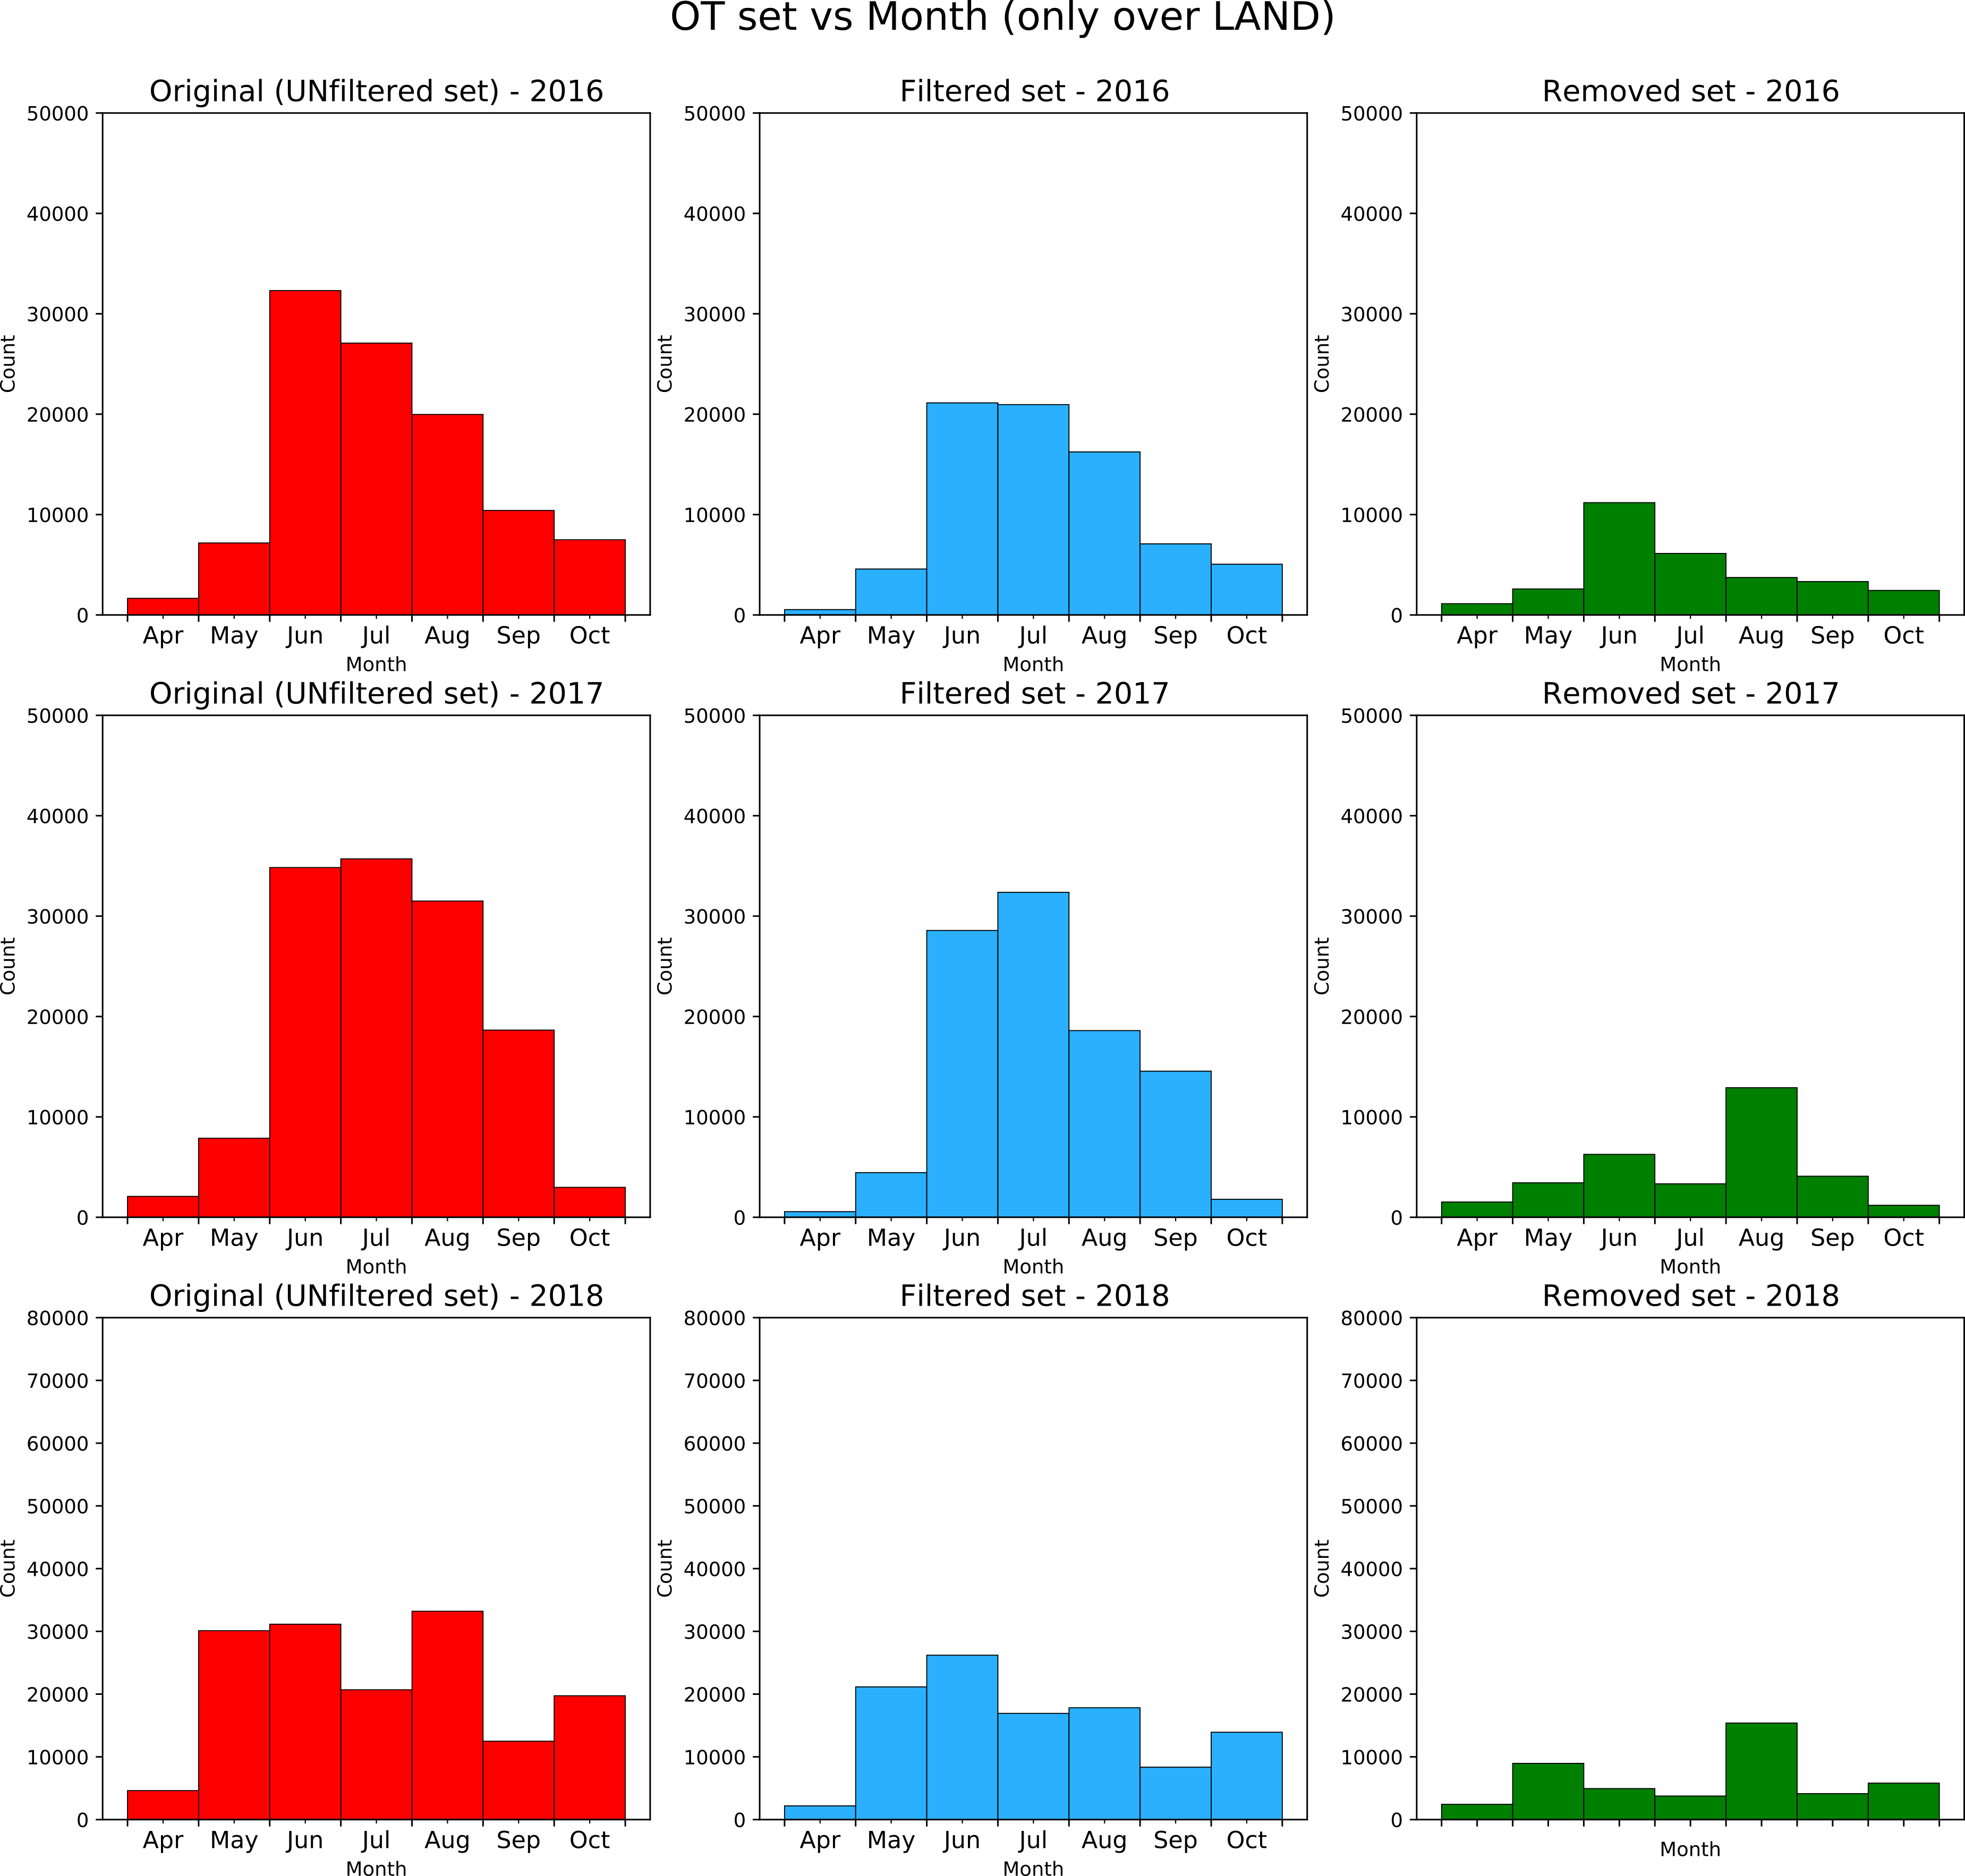 OT set vs Month (only over LAND)
Original (UNfiltered set) - 2016
50000
40000
30000
20000
10000
0
Count
Apr May Jun Jul Aug Sep Oct
Month
Filtered set - 2016
50000
40000
30000
20000
10000
0
Count
Apr May Jun Jul Aug Sep Oct
Month
Removed set - 2016
50000
40000
30000
20000
10000
0
Count
Apr May Jun Jul Aug Sep Oct
Month
Original (UNfiltered set) - 2017
50000
40000
30000
20000
10000
0
Count
Apr May Jun Jul Aug Sep Oct
Month
Filtered set - 2017
50000
40000
30000
20000
10000
0
Count
Apr May Jun Jul Aug Sep Oct
Month
Removed set - 2017
50000
40000
30000
20000
10000
0
Count
Apr May Jun Jul Aug Sep Oct
Month
Original (UNfiltered set) - 2018
80000
70000
60000
50000
40000
30000
20000
10000
0
Count
Apr May Jun Jul Aug Sep Oct
Month
Filtered set - 2018
80000
70000
60000
50000
40000
30000
20000
10000
0
Count
Apr May Jun Jul Aug Sep Oct
Month
Removed set - 2018
80000
70000
60000
50000
40000
30000
20000
10000
0
Count
Month